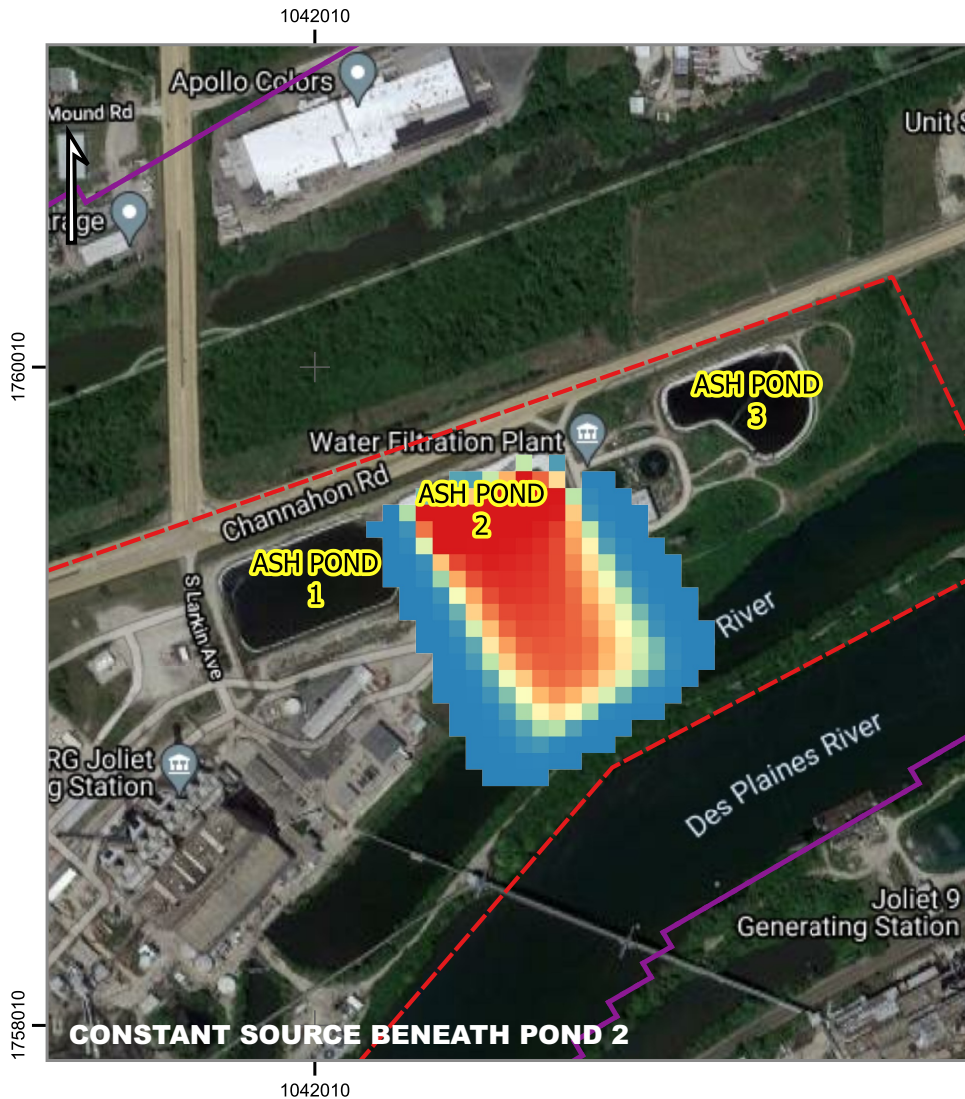 1042010
Apollo Colors
Mound Rd
Unit S
rage
1760010
ASH POND
3
Water Filtration Plant
Channahon Rd
ASH POND
2
ASH POND
1
S Larkin Ave
River
RG Joliet
g Station
Des Plaines River
Joliet 9
Generating Station
1758010
CONSTANT SOURCE BENEATH POND 2
1042010